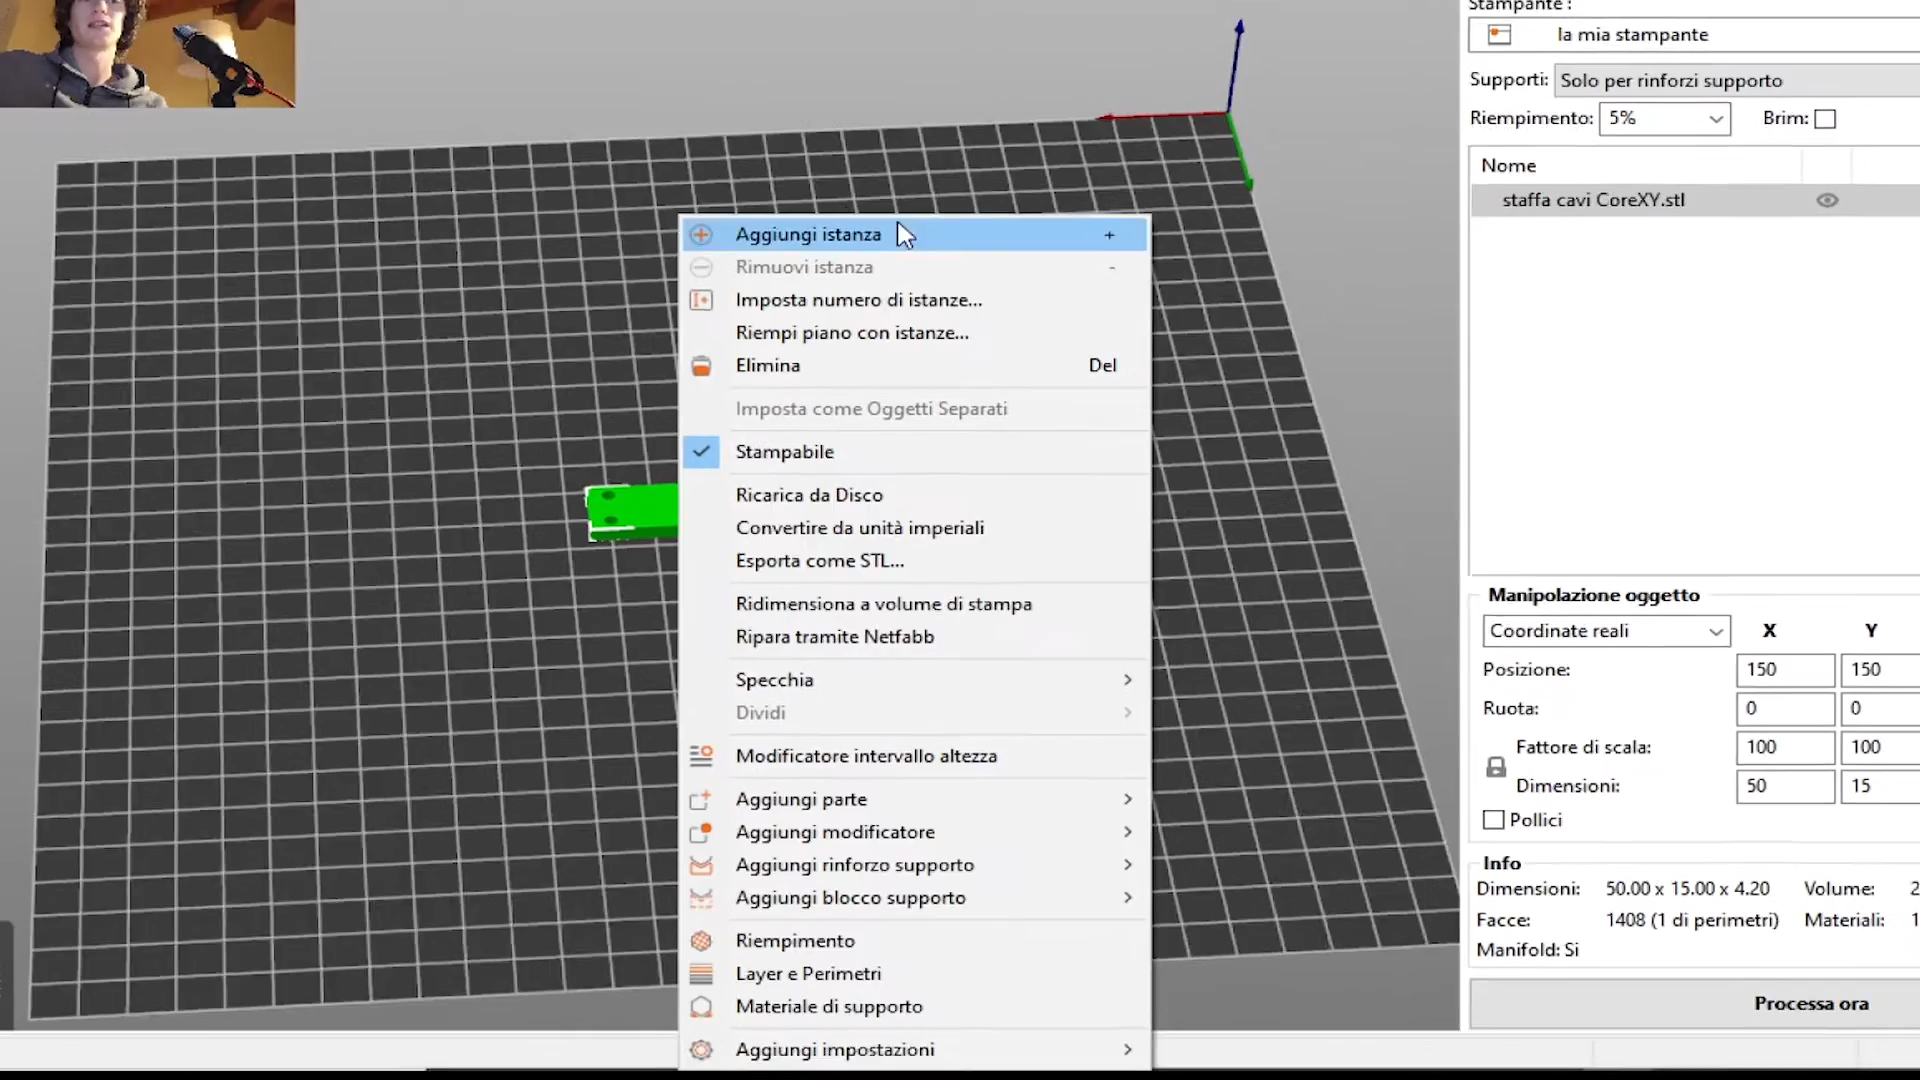 Stampante :
la mia stampante
Supporti: Solo per rinforzi supporto
Riempimento: 5% Brim:
Nome
staffa cavi CoreXY.stl
Aggiungi istanza +
Rimuovi istanza -
Imposta numero di istanze...
Riempi piano con istanze...
Elimina Del
Imposta come Oggetti Separati
Stampabile
Ricarica da Disco
Convertire da unità imperiali
Esporta come STL...
Ridimensiona a volume di stampa
Ripara tramite Netfabb
Specchia
Dividi
Modificatore intervallo altezza
Aggiungi parte
Aggiungi modificatore
Aggiungi rinforzo supporto
Aggiungi blocco supporto
Riempimento
Layer e Perimetri
Materiale di supporto
Aggiungi impostazioni
Manipolazione oggetto
Coordinate reali X Y
Posizione: 150 150
Ruota: 0 0
Fattore di scala: 100 100
Dimensioni: 50 15
Pollici
Info
Dimensioni: 50.00 x 15.00 x 4.20 Volume: 2
Facce: 1408 (1 di perimetri) Materiali: 1
Manifold: Si
Processa ora